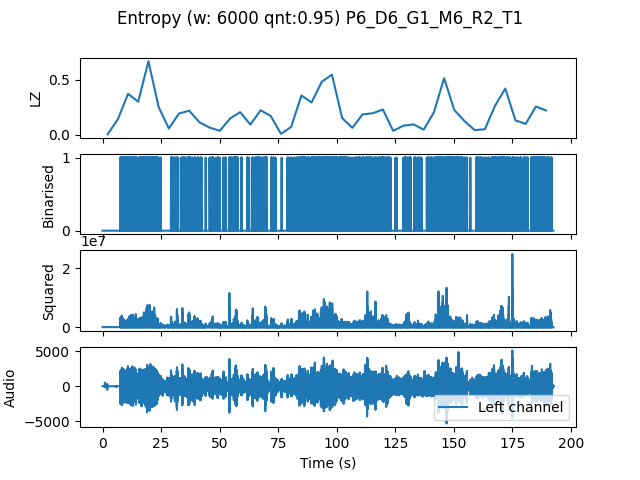 Entropy (w: 6000 qnt:0.95) P6_D6_G1_M6_R2_T1
LZ
0.5
0.0
Binarised
1
0
1e7
Squared
2
0
Audio
5000
0
−5000
Left channel
0 25 50 75 100 125 150 175 200
Time (s)